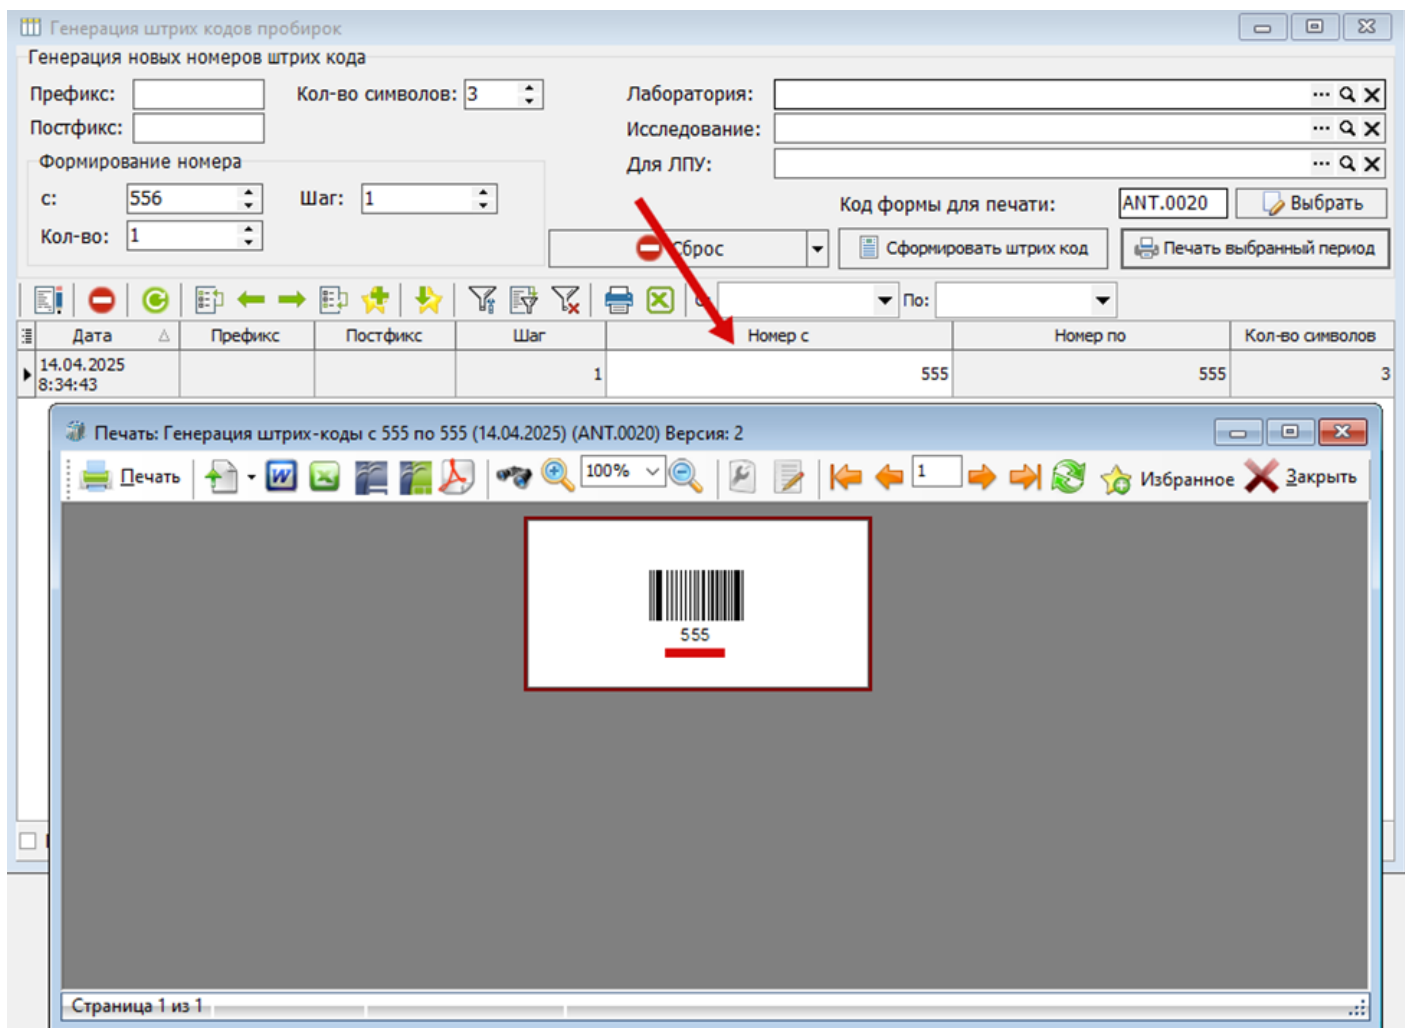 Генерация штрих кодов пробирок
Генерация новых номеров штрих кода
Префикс: Кол-во символов: 3 Лаборатория:
Постфикс: Исследование:
Формирование номера Для ЛПУ:
с: 556 Шаг: 1 Код формы для печати: ANT.0020 Выбрать
Кол-во: 1 Сброс Сформировать штрих код Печать выбранный период
По:
Дата Префикс Постфикс Шаг Номер с Номер по Кол-во символов
14.04.2025
8:34:43 1 555 555 3
Печать: Генерация штрих-коды с 555 по 555 (14.04.2025) (ANT.0020) Версия: 2
Печать 100% 1 Избранное Закрыть
555
Страница 1 из 1